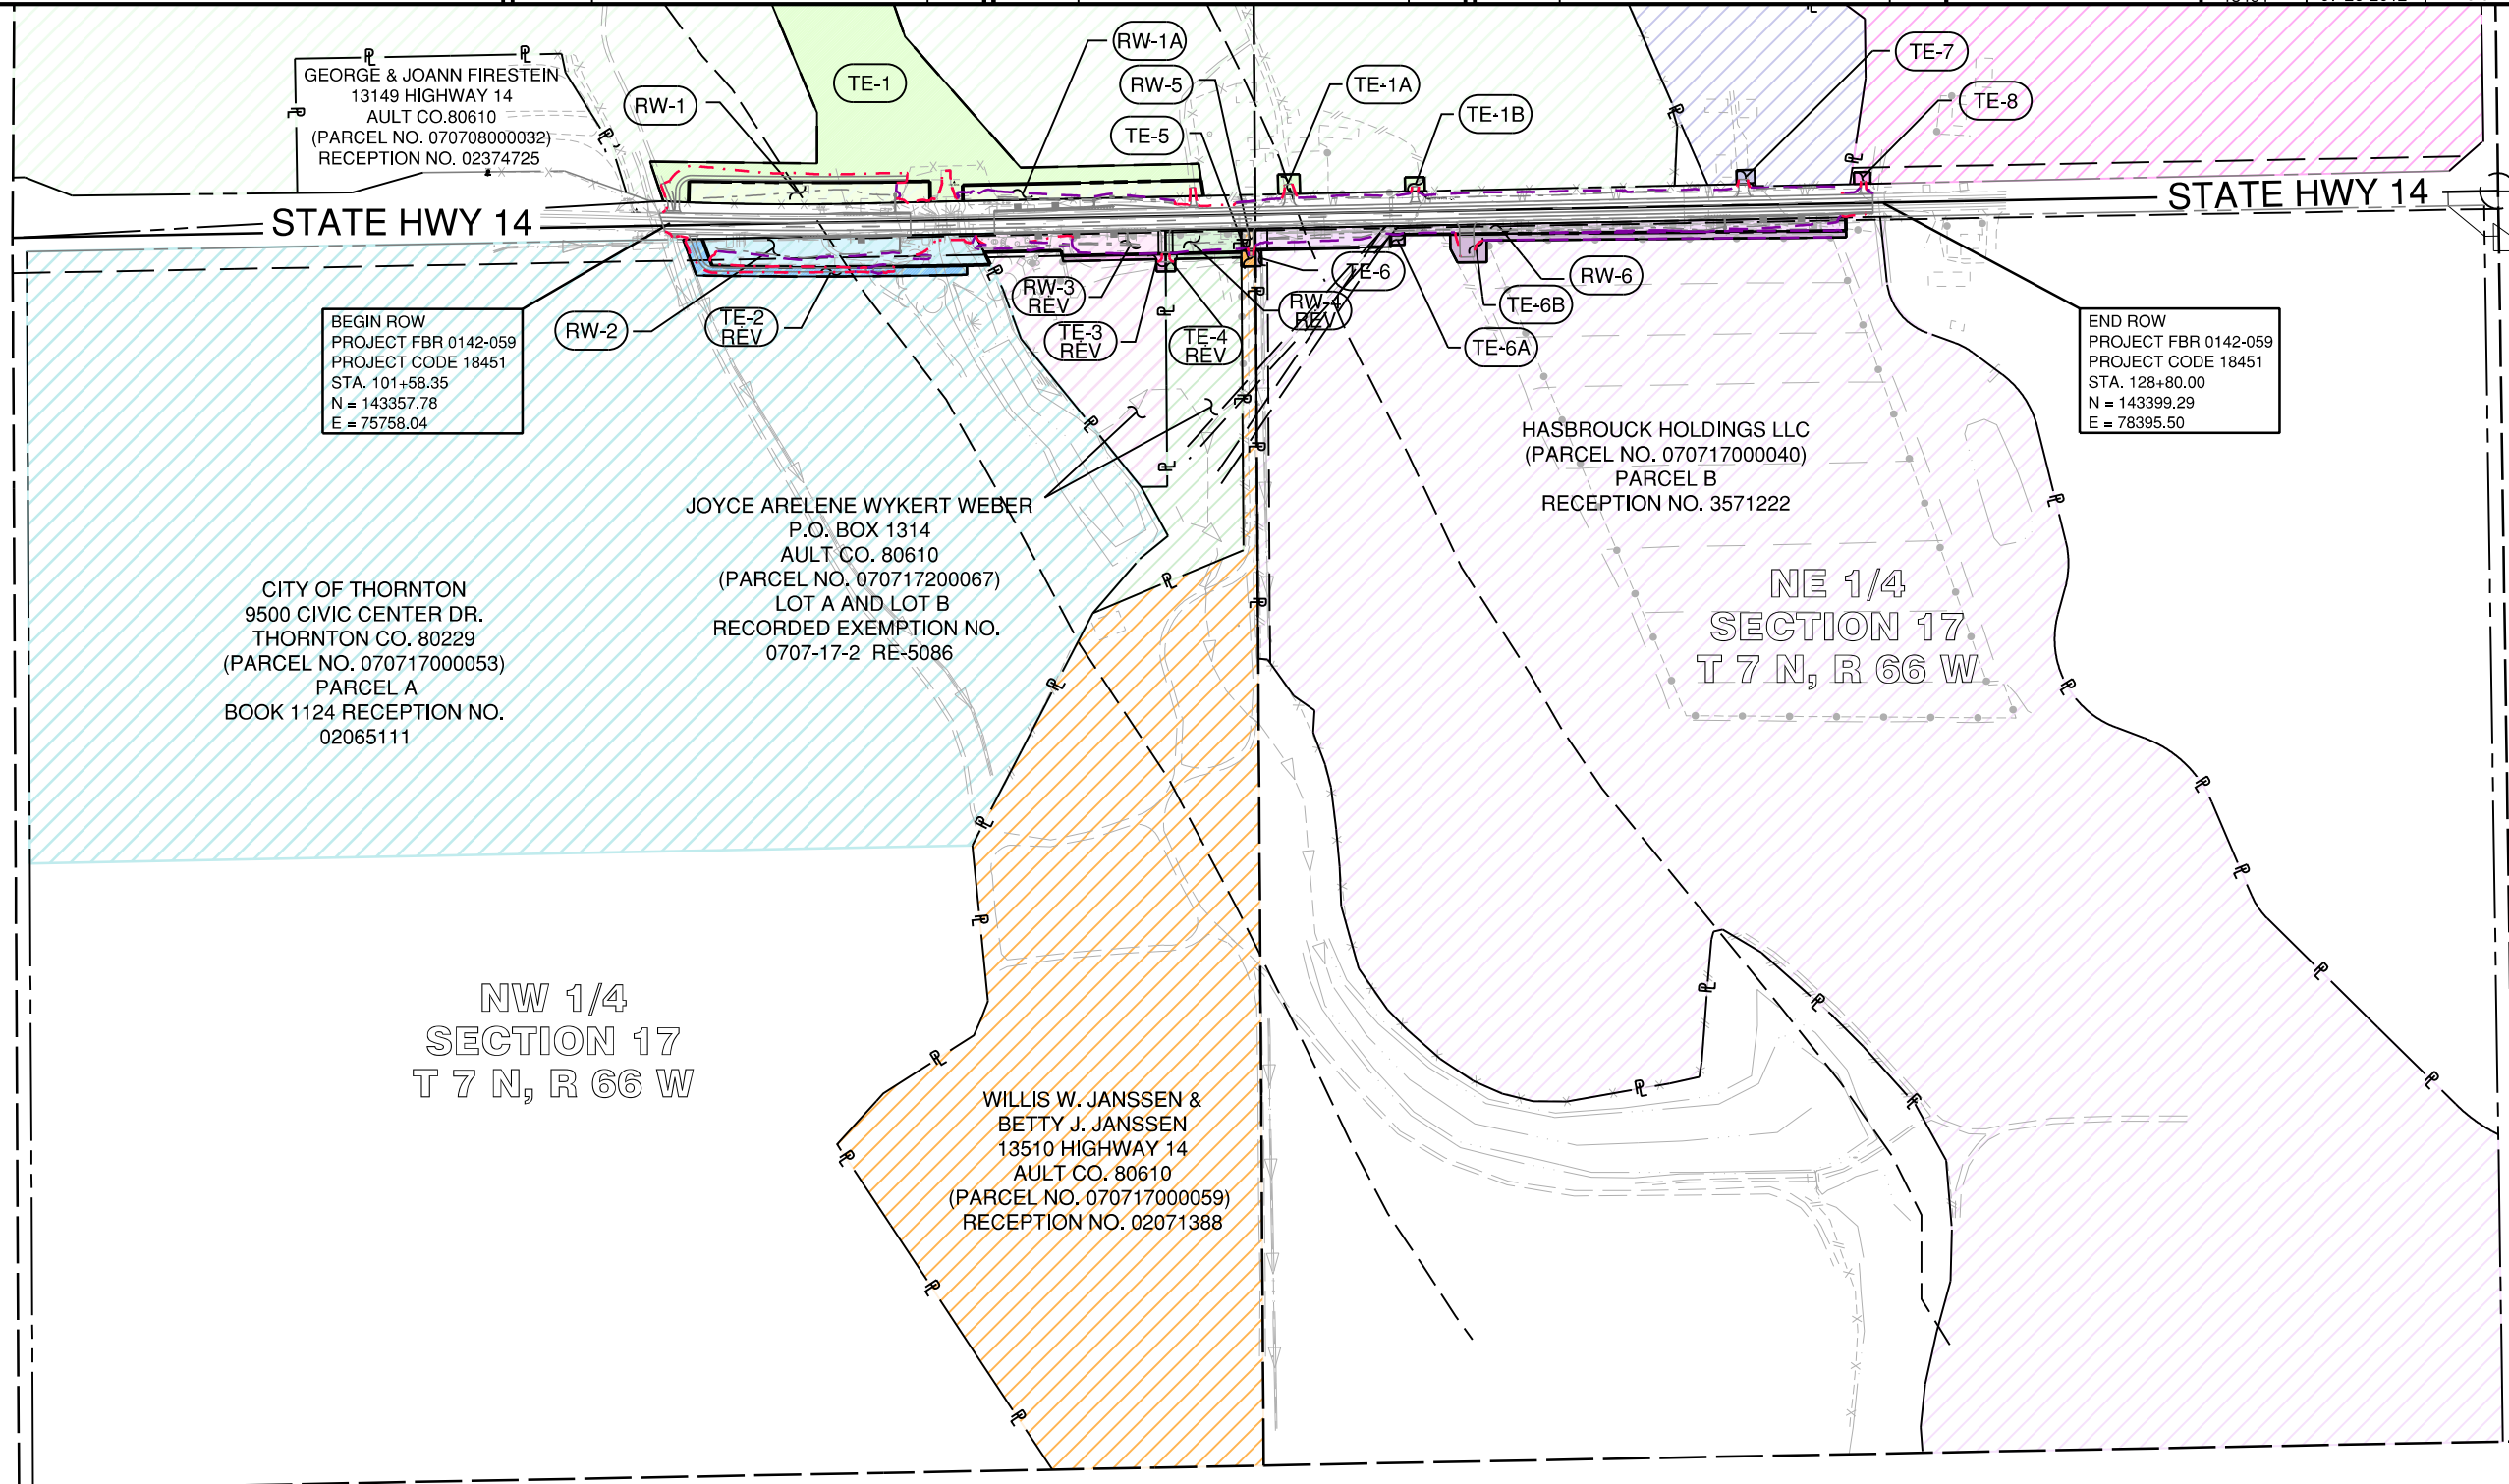 GEORGE & JOANN FIRESTEIN
13149 HIGHWAY 14
AULT CO.80610
(PARCEL NO. 070708000032)
RECEPTION NO. 02374725
RW-1
TE-1
RW-1A
RW-5
TE-5
TE-1A
TE-1B
TE-7
TE-8
STATE HWY 14
STATE HWY 14
BEGIN ROW
PROJECT FBR 0142-059
PROJECT CODE 18451
STA. 101+58.35
N = 143357.78
E = 75758.04
RW-2
TE-2
REV
RW-3
REV
TE-3
REV
TE-4
REV
RW-4
REV
TE-6
TE-6A
TE-6B
RW-6
END ROW
PROJECT FBR 0142-059
PROJECT CODE 18451
STA. 128+80.00
N = 143399.29
E = 78395.50
HASBROUCK HOLDINGS LLC
(PARCEL NO. 070717000040)
PARCEL B
RECEPTION NO. 3571222
JOYCE ARELENE WYKERT WEBER
P.O. BOX 1314
AULT CO. 80610
(PARCEL NO. 070717200067)
LOT A AND LOT B
RECORDED EXEMPTION NO.
0707-17-2 RE-5086
CITY OF THORNTON
9500 CIVIC CENTER DR.
THORNTON CO. 80229
(PARCEL NO. 070717000053)
PARCEL A
BOOK 1124 RECEPTION NO.
02065111
NE 1/4
SECTION 17
T 7 N, R 66 W
NW 1/4
SECTION 17
T 7 N, R 66 W
WILLIS W. JANSSEN &
BETTY J. JANSSEN
13510 HIGHWAY 14
AULT CO. 80610
(PARCEL NO. 070717000059)
RECEPTION NO. 02071388